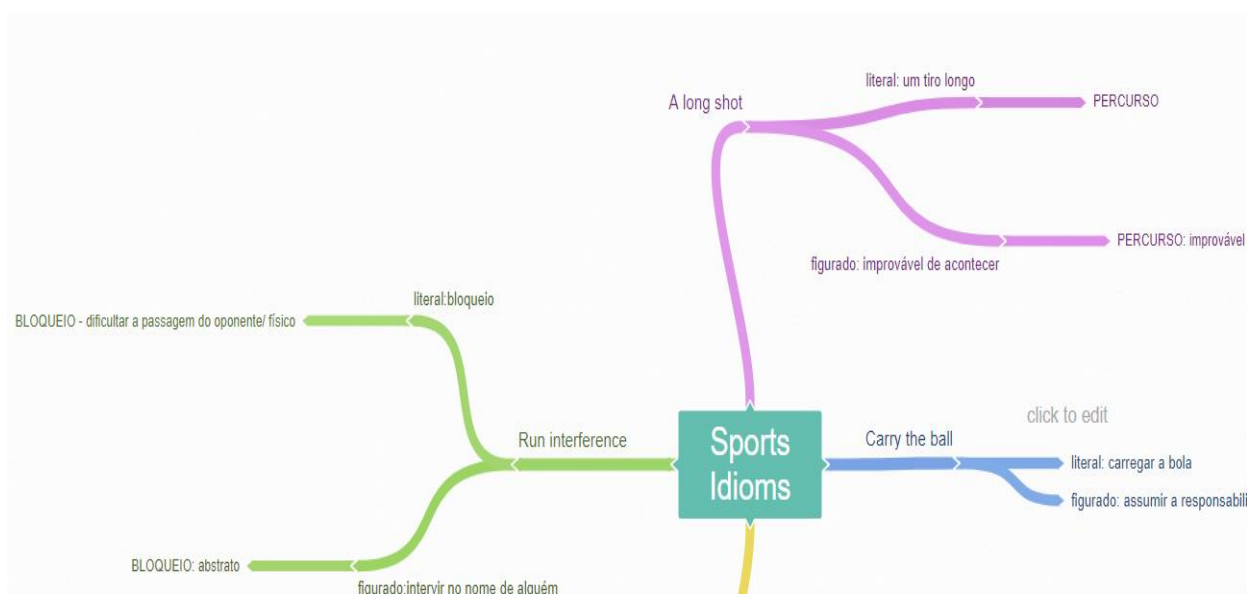 literal: um tiro longo
A long shot
PERCURSO
PERCURSO: improvável
figurado: improvável de acontecer
literal:bloqueio
BLOQUEIO - dificultar a passagem do oponente/ físico
click to edit
Run interference
Sports
Idioms
Carry the ball
literal: carregar a bola
figurado: assumir a responsabili
BLOQUEIO: abstrato
figurado:intervir no nome de alguém